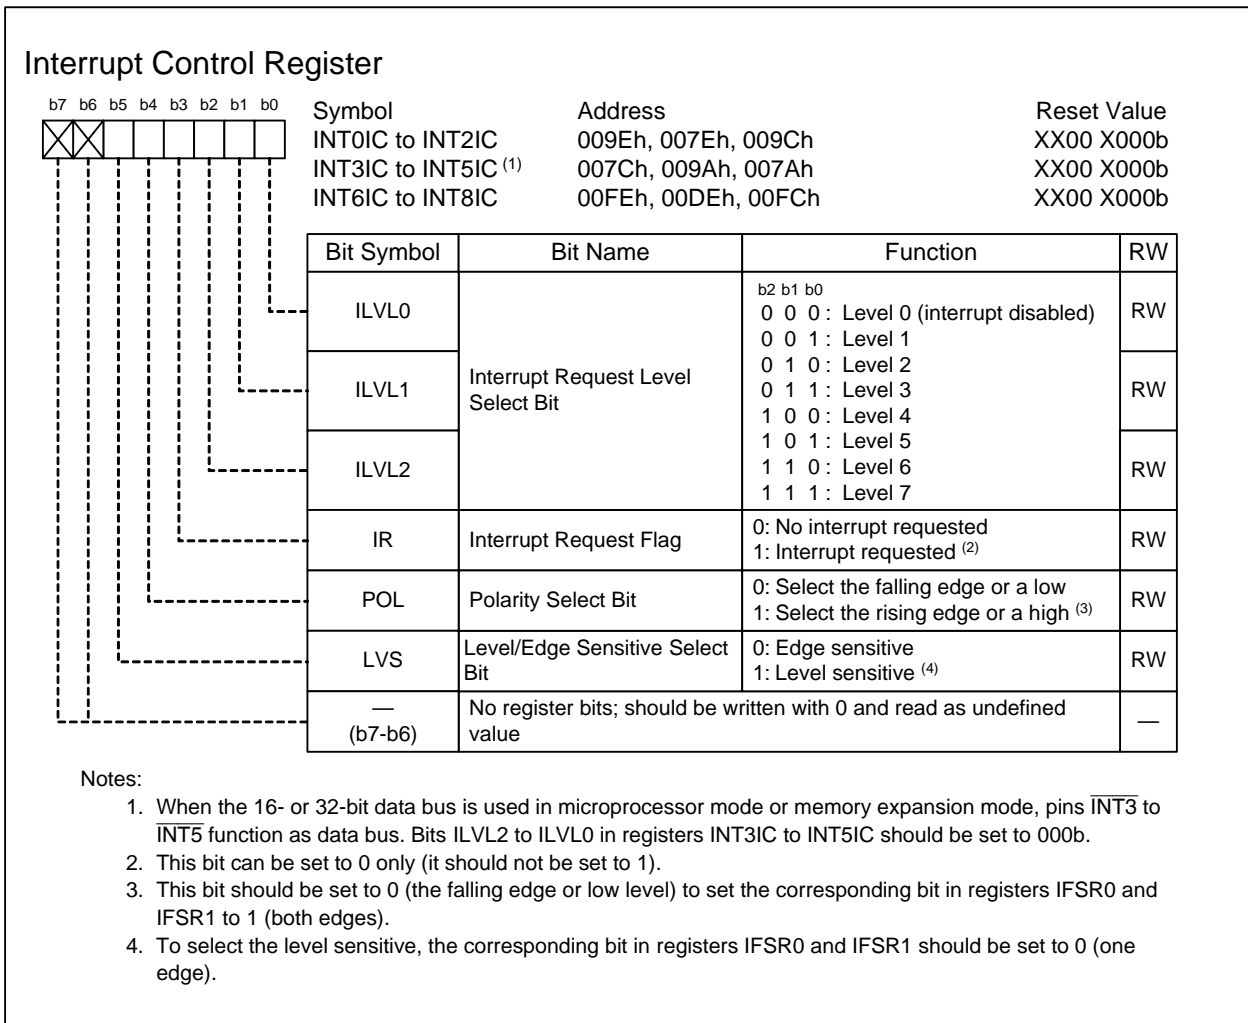 Interrupt Control Register
b7 b6 b5 b4 b3 b2 b1 b0
Symbol Address Reset Value
INT0IC to INT2IC 009Eh, 007Eh, 009Ch XX00 X000b
INT3IC to INT5IC (1) 007Ch, 009Ah, 007Ah XX00 X000b
INT6IC to INT8IC 00FEh, 00DEh, 00FCh XX00 X000b
Bit Symbol Bit Name Function RW
ILVL0 RW
ILVL1 RW
ILVL2 RW
Interrupt Request Level
Select Bit
b2 b1 b0
0 0 0 : Level 0 (interrupt disabled)
0 0 1 : Level 1
0 1 0 : Level 2
0 1 1 : Level 3
1 0 0 : Level 4
1 0 1 : Level 5
1 1 0 : Level 6
1 1 1 : Level 7
IR Interrupt Request Flag 0: No interrupt requested RW
1: Interrupt requested (2)
POL Polarity Select Bit 0: Select the falling edge or a low RW
1: Select the rising edge or a high (3)
LVS Level/Edge Sensitive Select 0: Edge sensitive RW
Bit 1: Level sensitive (4)
— No register bits; should be written with 0 and read as undefined —
(b7-b6) value
Notes:
1. When the 16- or 32-bit data bus is used in microprocessor mode or memory expansion mode, pins INT3 to
INT5 function as data bus. Bits ILVL2 to ILVL0 in registers INT3IC to INT5IC should be set to 000b.
2. This bit can be set to 0 only (it should not be set to 1).
3. This bit should be set to 0 (the falling edge or low level) to set the corresponding bit in registers IFSR0 and
IFSR1 to 1 (both edges).
4. To select the level sensitive, the corresponding bit in registers IFSR0 and IFSR1 should be set to 0 (one
edge).